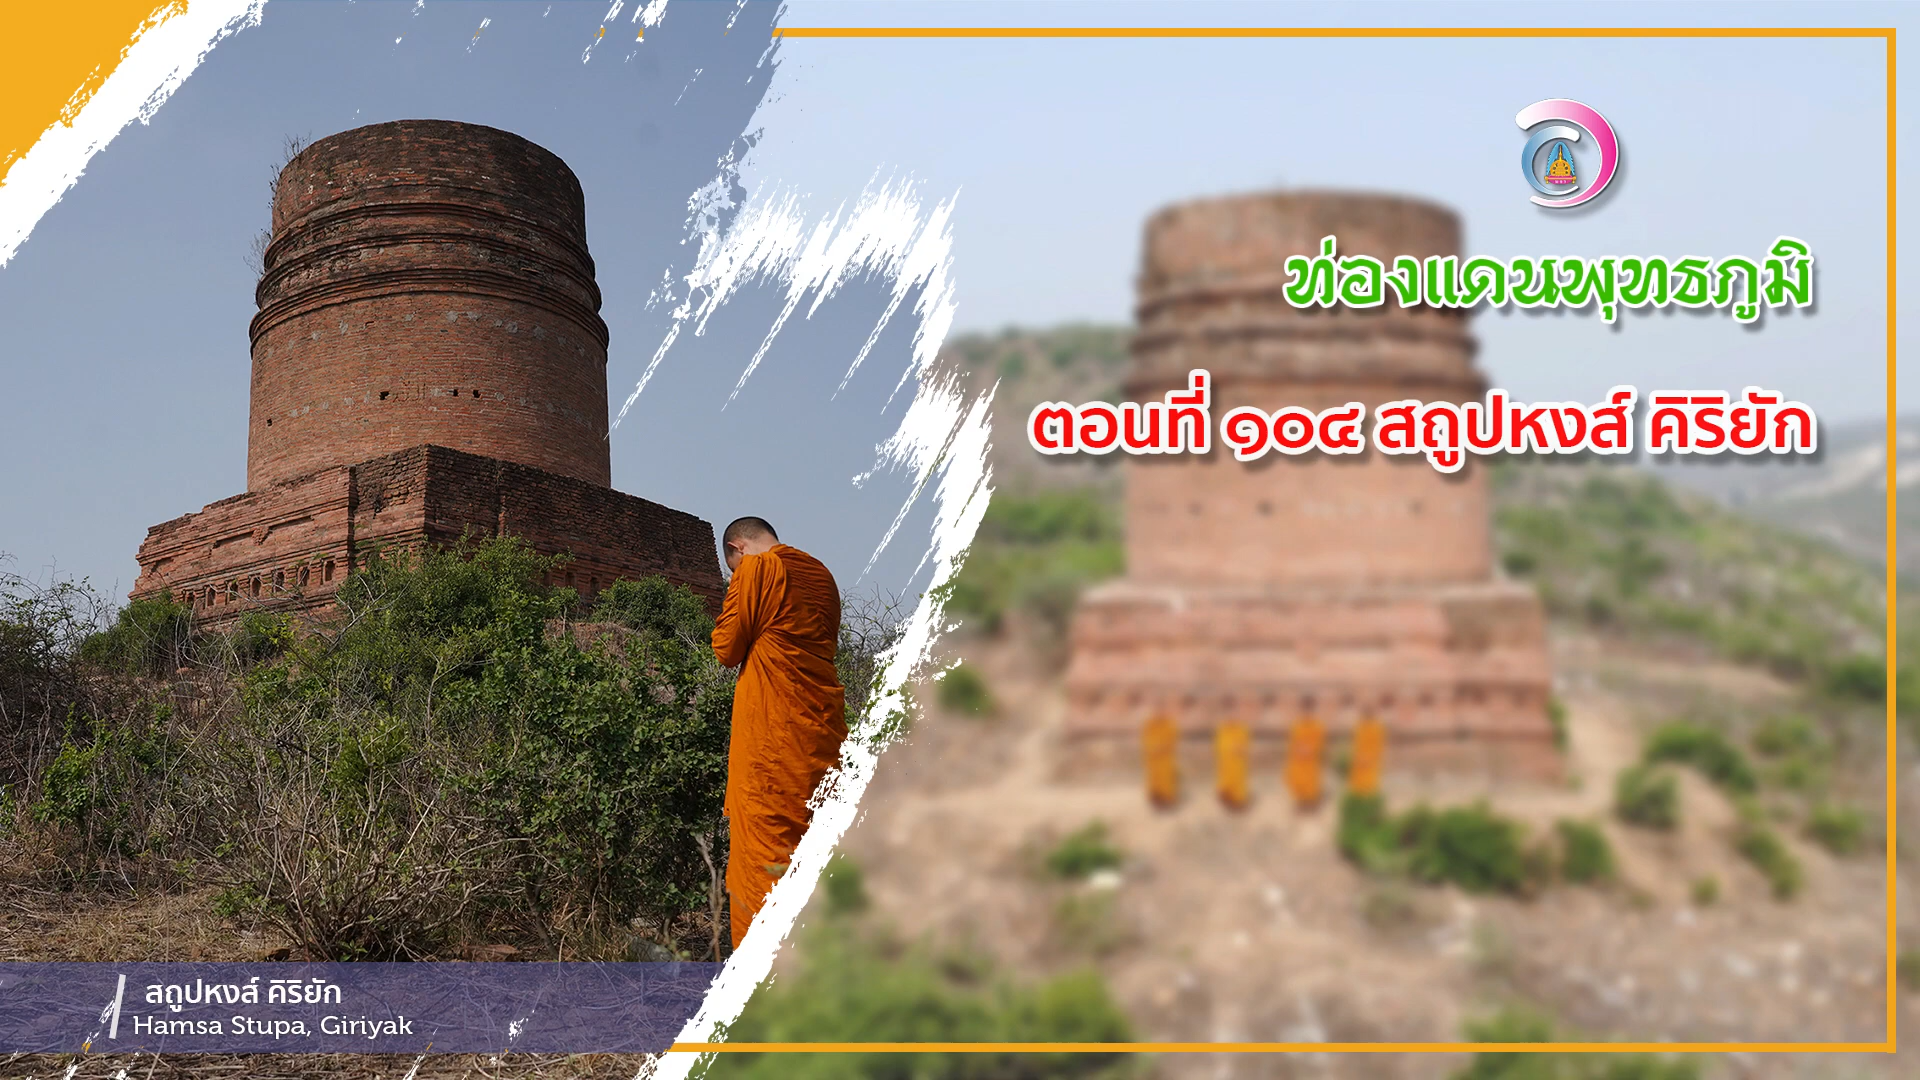 ท่องแดนพุทธภูมิ
ตอนที่ ๑๐๔ สถูปหงส์ คิริยัก
สถูปหงส์ คิริยัก
Hamsa Stupa, Giriyak